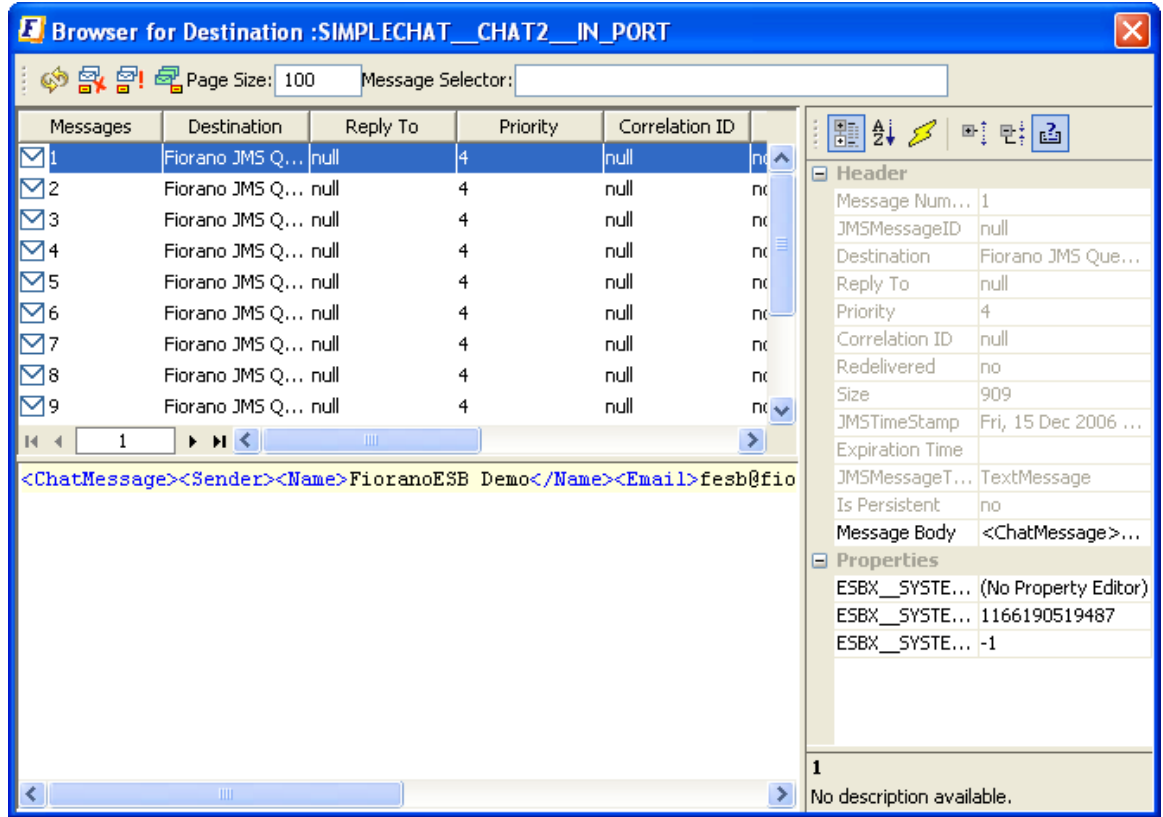 Browser for Destination :SIMPLECHAT__CHAT2__IN_PORT
Page Size: 100 Message Selector:
Messages Destination Reply To Priority Correlation ID
1 Fiorano JMS Q... null 4 null
2 Fiorano JMS Q... null 4 null
3 Fiorano JMS Q... null 4 null
4 Fiorano JMS Q... null 4 null
5 Fiorano JMS Q... null 4 null
6 Fiorano JMS Q... null 4 null
7 Fiorano JMS Q... null 4 null
8 Fiorano JMS Q... null 4 null
9 Fiorano JMS Q... null 4 null
1
<ChatMessage><Sender><Name>FioranoESB Demo</Name><Email>fesb@fio
Header
Message Num... 1
JMSMessageID null
Destination Fiorano JMS Que...
Reply To null
Priority 4
Correlation ID null
Redelivered no
Size 909
JMSTimeStamp Fri, 15 Dec 2006 ...
Expiration Time
JMSMessageT... TextMessage
Is Persistent no
Message Body <ChatMessage>...
Properties
ESBX__SYSTE... (No Property Editor)
ESBX__SYSTE... 1166190519487
ESBX__SYSTE... -1
1
No description available.